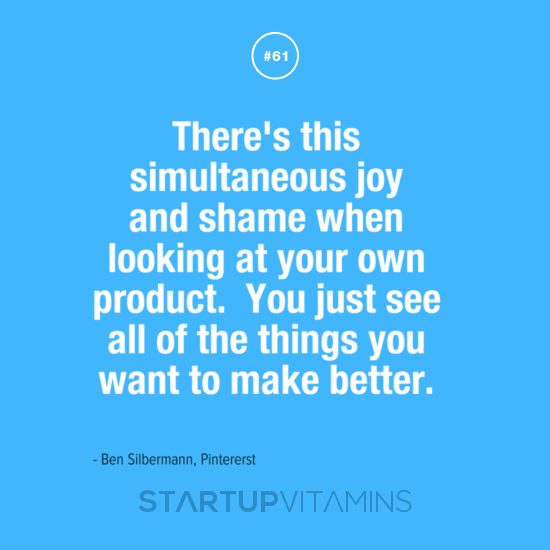 #61
There's this
simultaneous joy
and shame when
looking at your own
product.  You just see
all of the things you
want to make better.
- Ben Silbermann, Pintererst
STARTUPVITAMINS